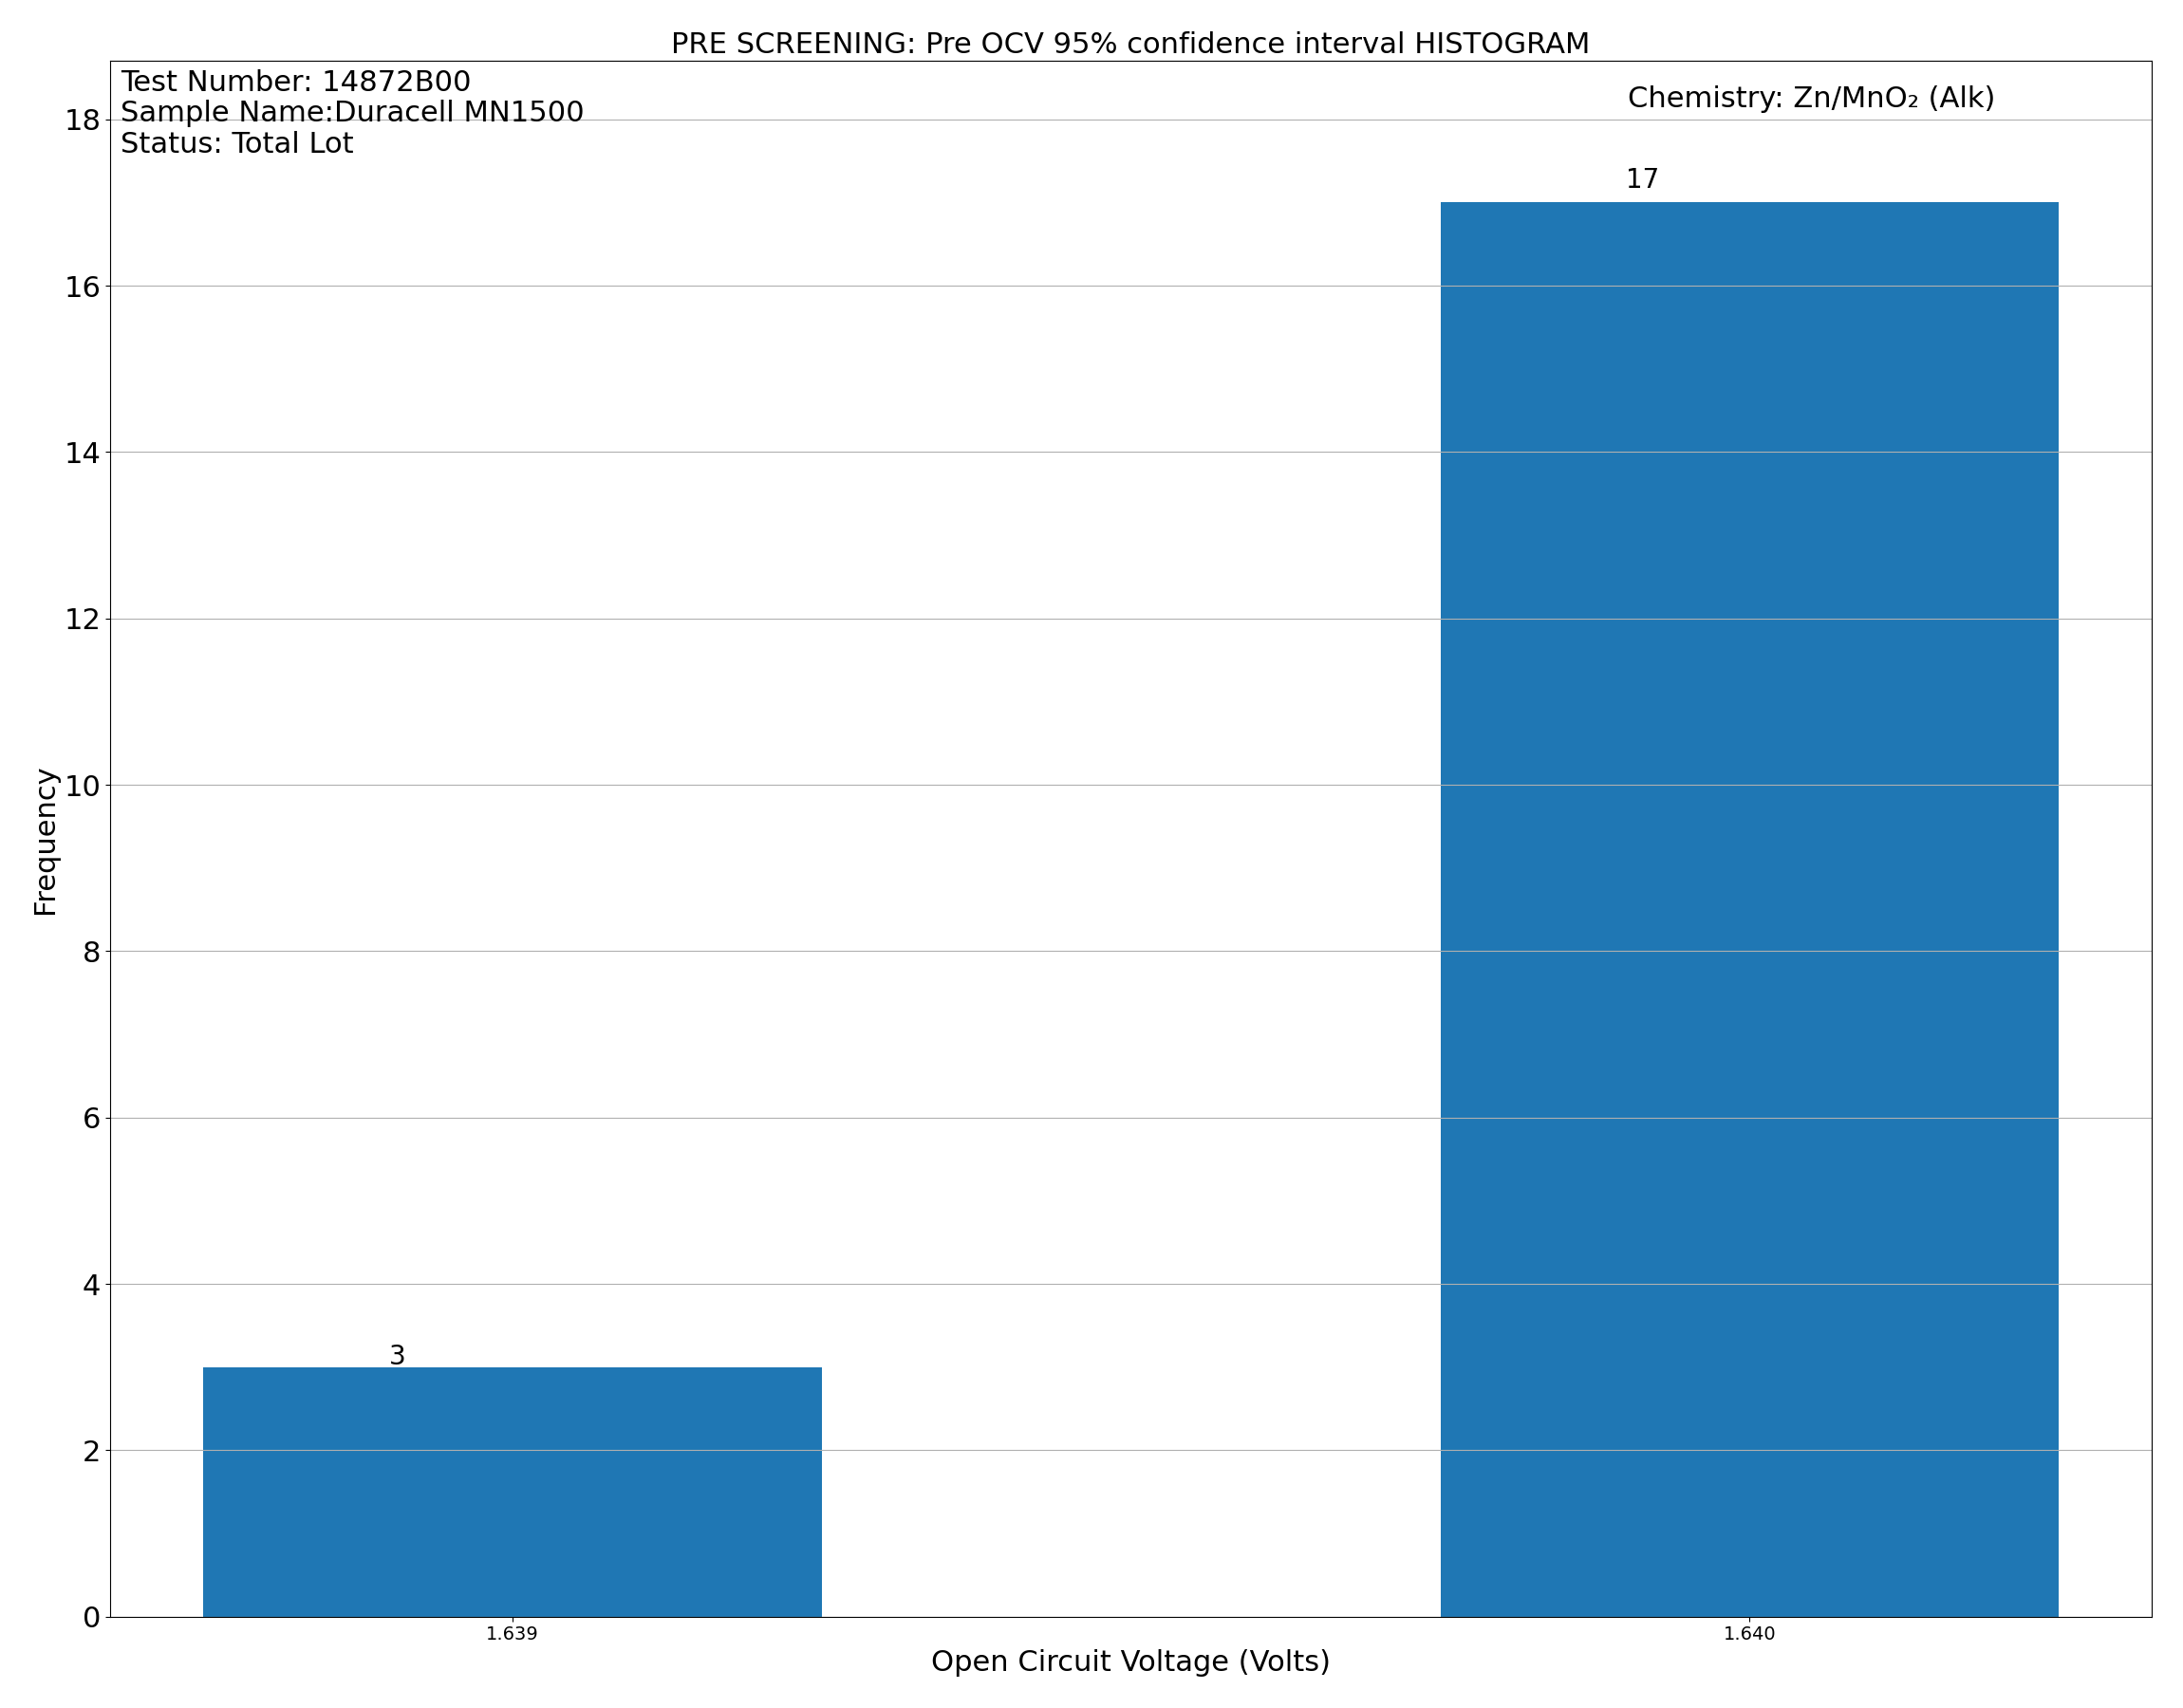 PRE SCREENING: Pre OCV 95% confidence interval HISTOGRAM
Test Number: 14872B00
Sample Name:Duracell MN1500
Status: Total Lot
Chemistry: Zn/MnO₂ (Alk)
18
17
16
14
12
10
8
6
4
3
2
0
Frequency
1.639
1.640
Open Circuit Voltage (Volts)